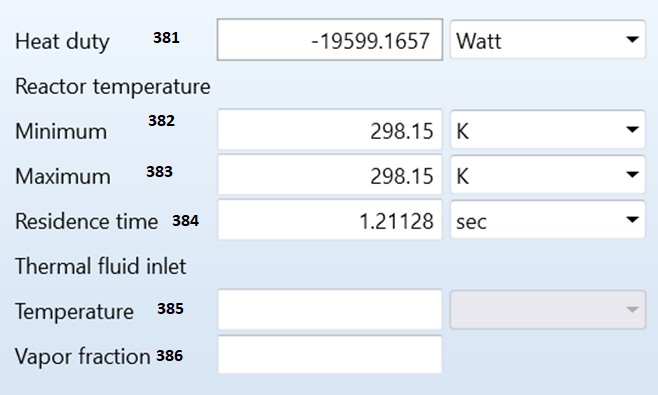 Heat duty 381 -19599.1657 Watt
Reactor temperature
Minimum 382 298.15 K
Maximum 383 298.15 K
Residence time 384 1.21128 sec
Thermal fluid inlet
Temperature 385
Vapor fraction 386